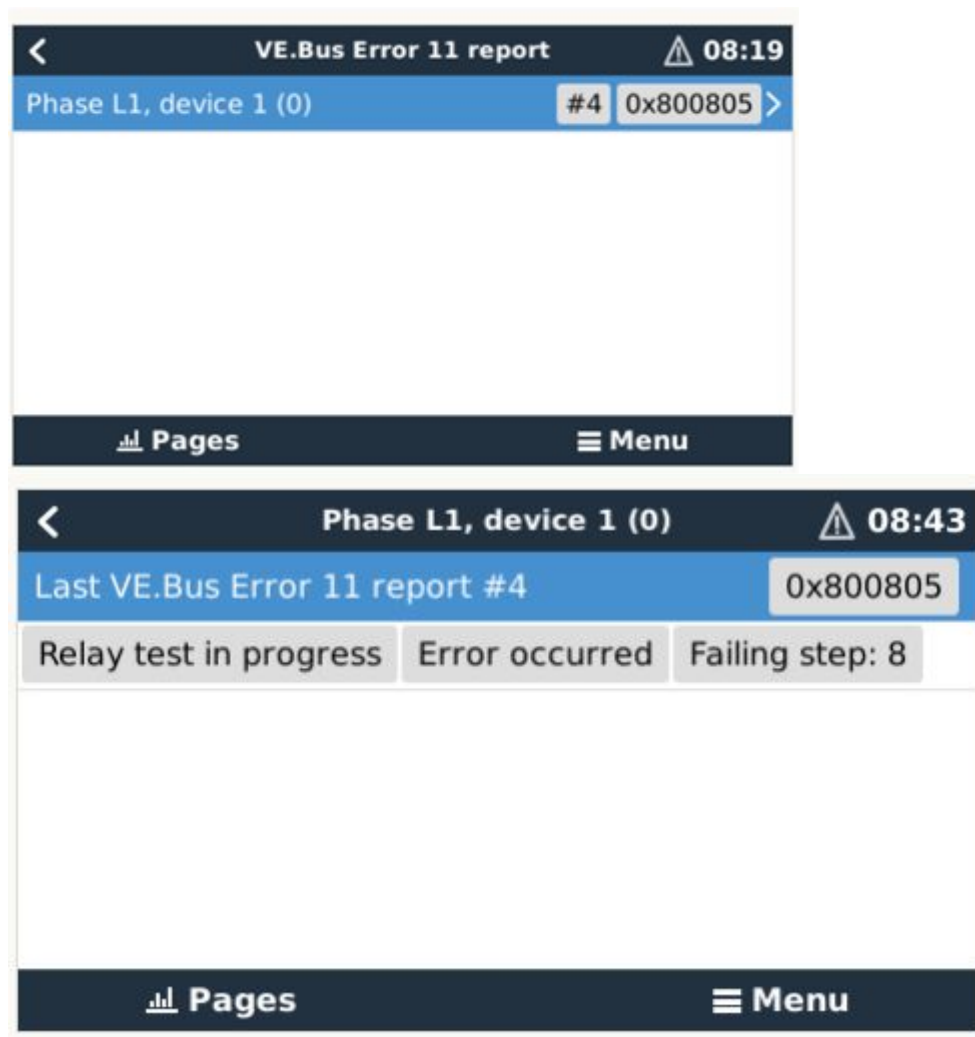 VE.Bus Error 11 report 08:19
Phase L1, device 1 (0) #4 0x800805
Pages Menu
Phase L1, device 1 (0) 08:43
Last VE.Bus Error 11 report #4 0x800805
Relay test in progress Error occurred Failing step: 8
Pages Menu